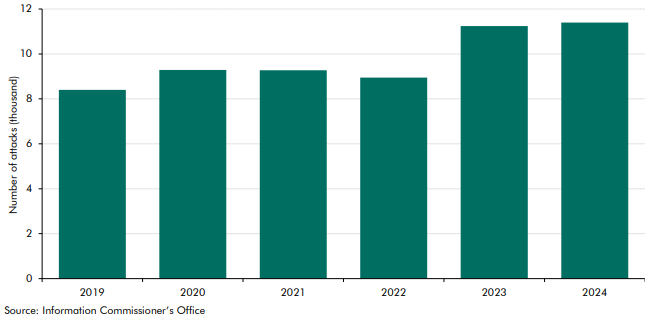 Number of attacks (thousand)
12
10
8
6
4
2
0
2019 2020 2021 2022 2023 2024
Source: Information Commissioner's Office